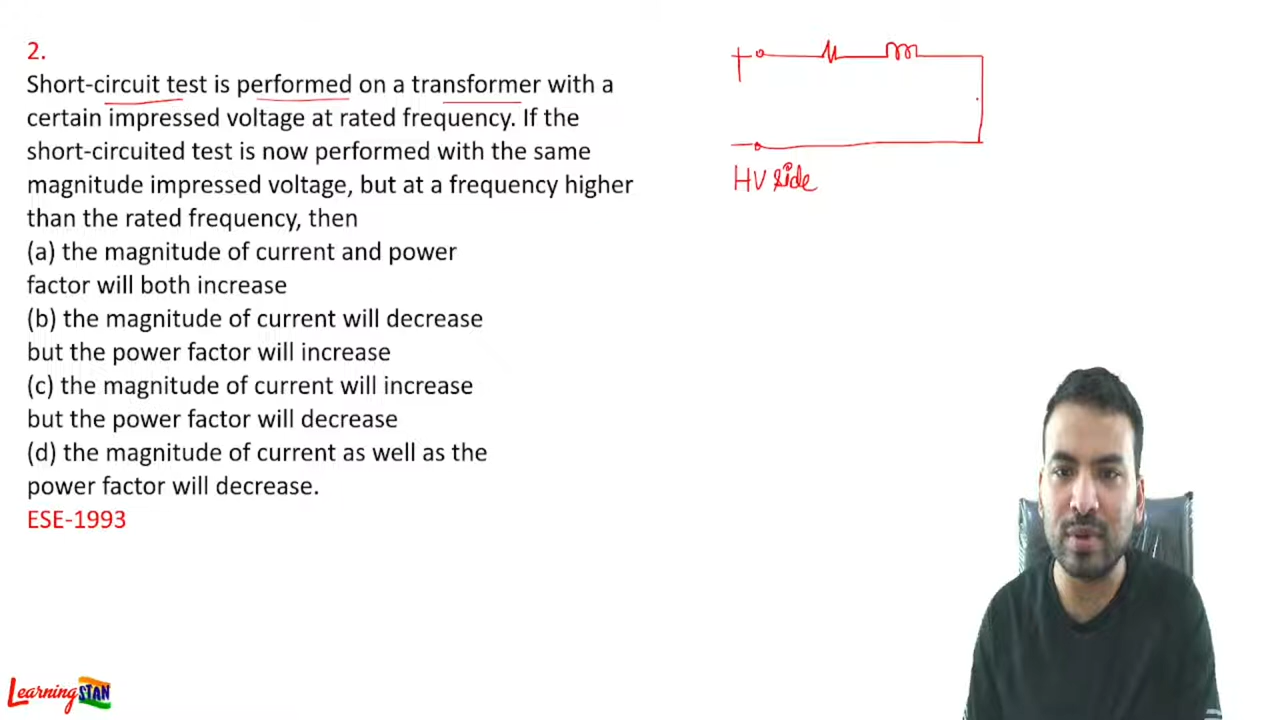 2.
Short-circuit test is performed on a transformer with a
certain impressed voltage at rated frequency. If the
short-circuited test is now performed with the same
magnitude impressed voltage, but at a frequency higher
than the rated frequency, then
(a) the magnitude of current and power
factor will both increase
(b) the magnitude of current will decrease
but the power factor will increase
(c) the magnitude of current will increase
but the power factor will decrease
(d) the magnitude of current as well as the
power factor will decrease.
ESE-1993
HV side
LearningSTAN